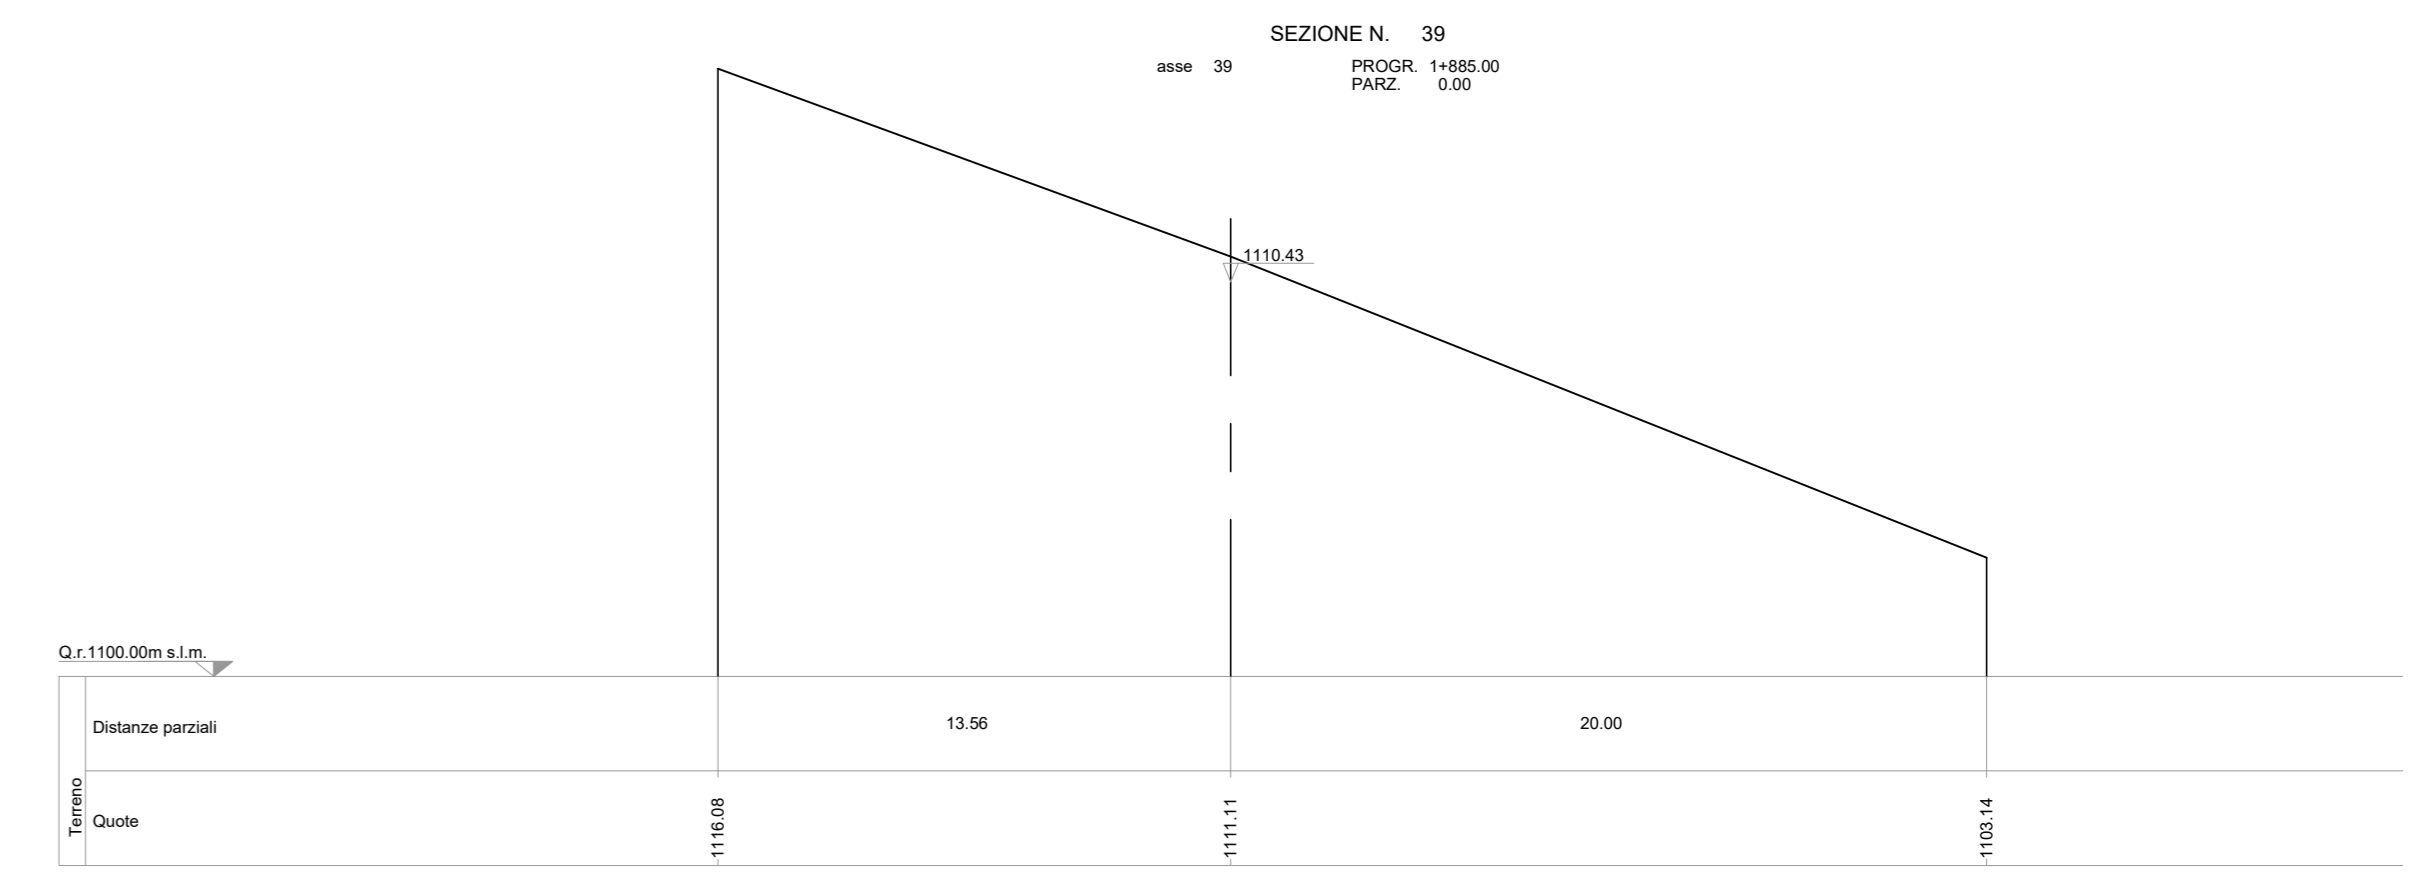 SEZIONE N. 39
asse 39 PROGR. 1+885.00
PARZ. 0.00
1110.43
Q.r.1100.00m s.l.m.
Terreno
Distanze parziali 13.56 20.00
Quote 1116.08 1111.11 1103.14